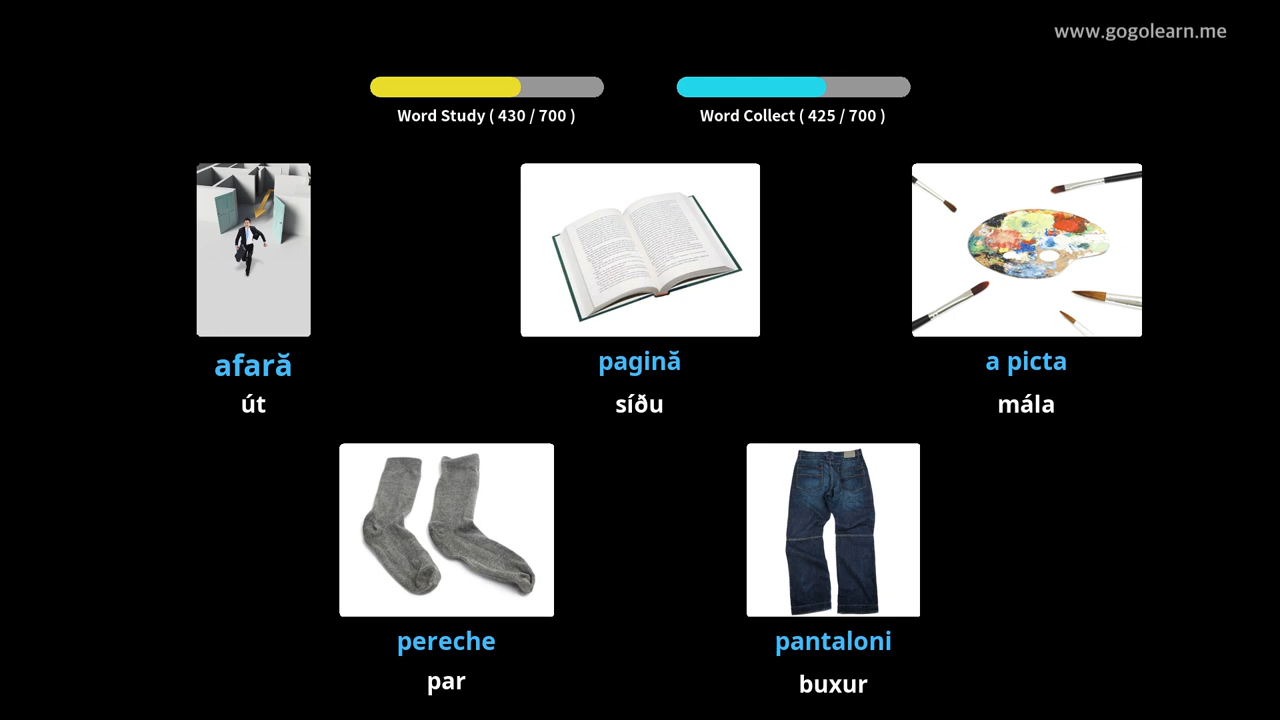 www.gogolearn.me
Word Study ( 430 / 700 )
Word Collect ( 425 / 700 )
afară
pagină
a picta
út
síðu
mála
pereche
pantaloni
par
buxur